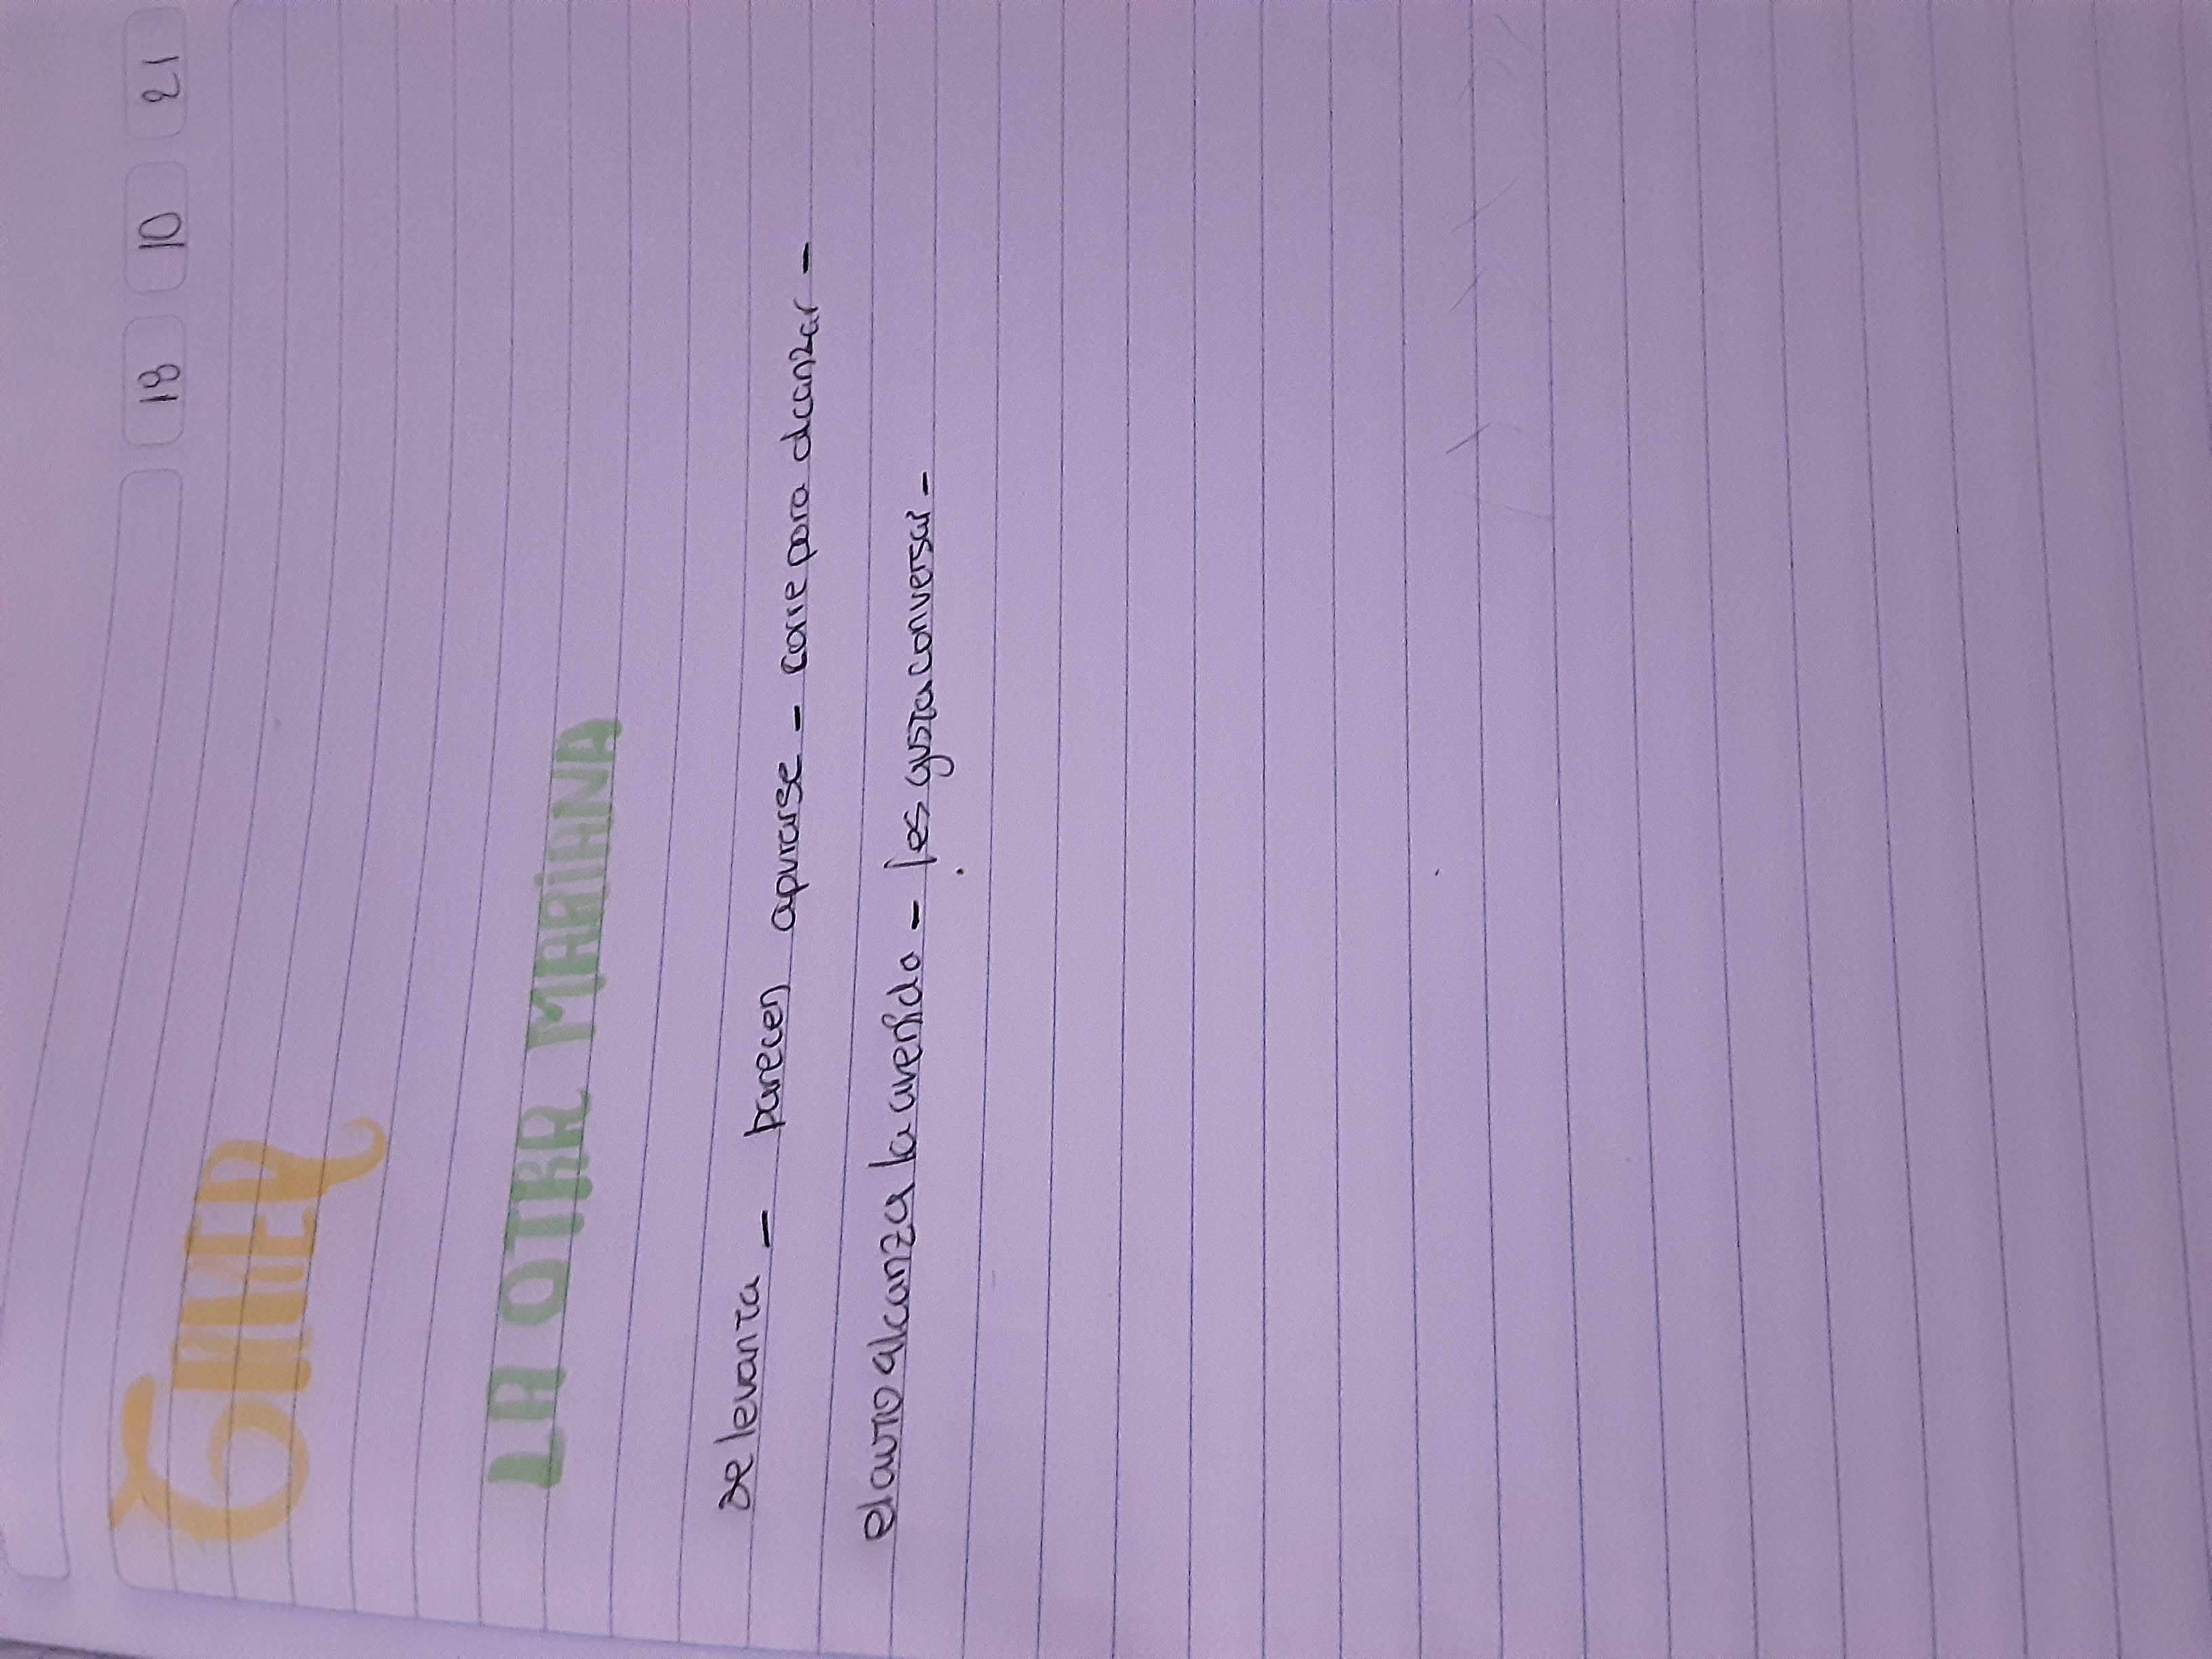 18 10 21
LA OTRA MARIANA
se levanta - parecen apurarse - corre para alcanzar -
el auto alcanza la avenida - les gusta conversar -